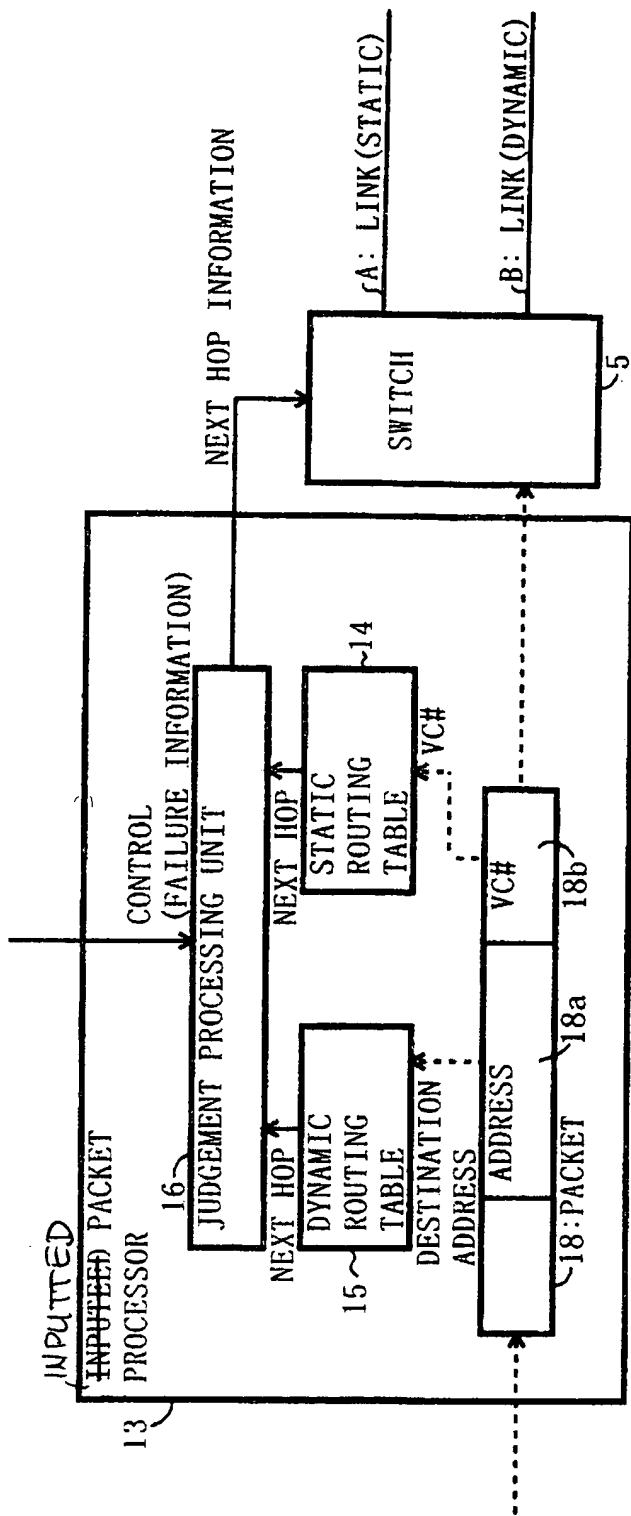 INPUTTED
INPUTEED PACKET
PROCESSOR
13
CONTROL
(FAILURE INFORMATION)
16
JUDGEMENT PROCESSING UNIT
NEXT HOP INFORMATION
NEXT HOP
NEXT HOP
DYNAMIC
ROUTING
TABLE
15
STATIC
ROUTING
TABLE
14
DESTINATION
ADDRESS
VC#
ADDRESS
VC#
18:PACKET
18a
18b
SWITCH
5
A: LINK(STATIC)
B: LINK(DYNAMIC)